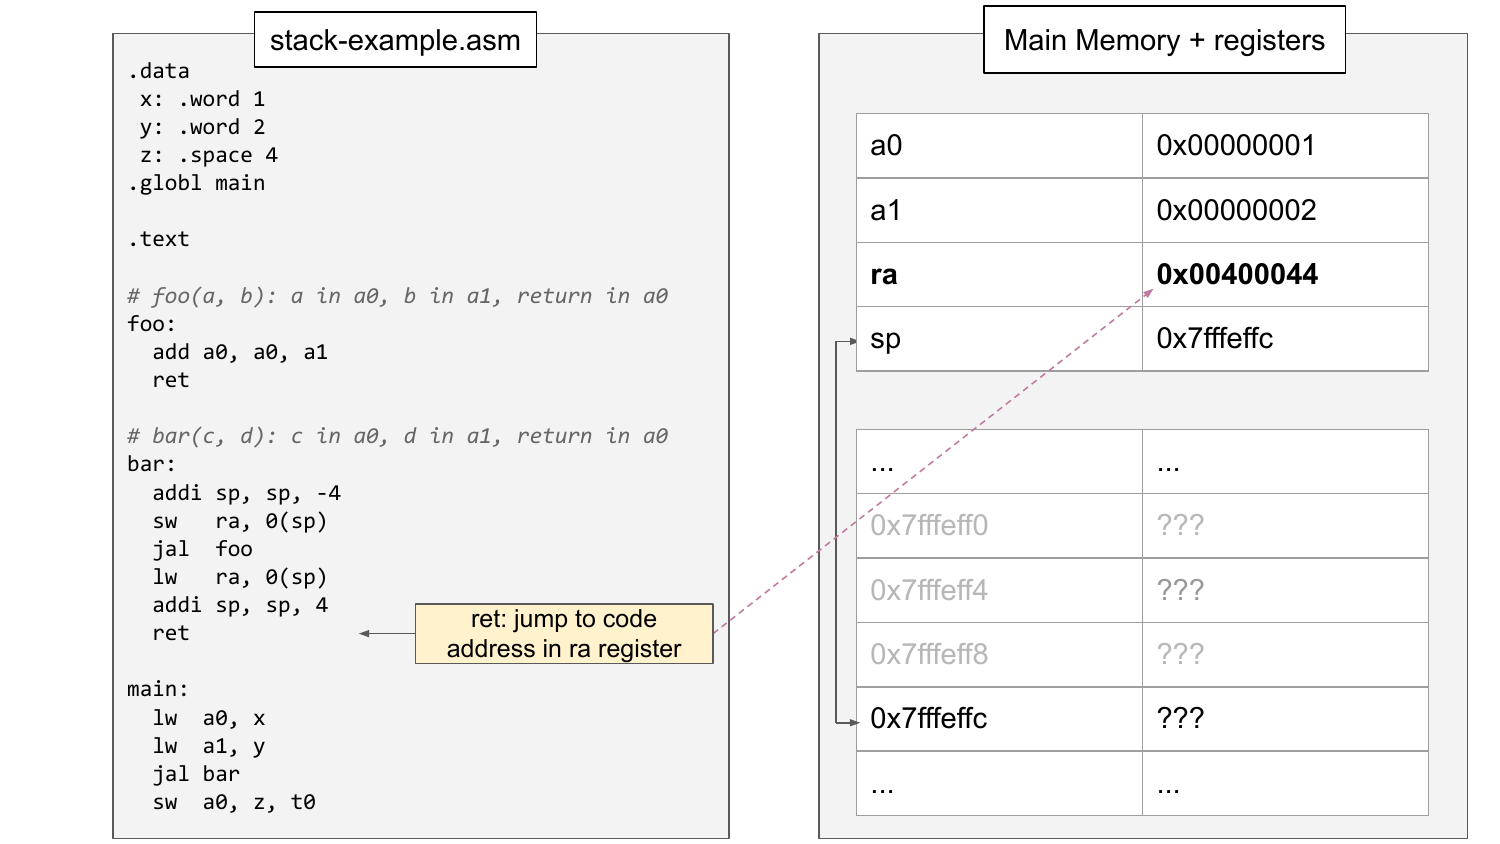 stack-example.asm
.data
x: .word 1
y: .word 2
z: .space 4
.globl main
.text
# foo(a, b): a in a0, b in a1, return in a0
foo:
add a0, a0, a1
ret
# bar(c, d): c in a0, d in a1, return in a0
bar:
addi sp, sp, -4
sw   ra, 0(sp)
jal  foo
lw   ra, 0(sp)
addi sp, sp, 4
ret
ret: jump to code
address in ra register
main:
lw  a0, x
lw  a1, y
jal bar
sw  a0, z, t0
Main Memory + registers
a0 0x00000001
a1 0x00000002
ra 0x00400044
sp 0x7fffeffc
... ...
0x7fffeff0 ???
0x7fffeff4 ???
0x7fffeff8 ???
0x7fffeffc ???
... ...